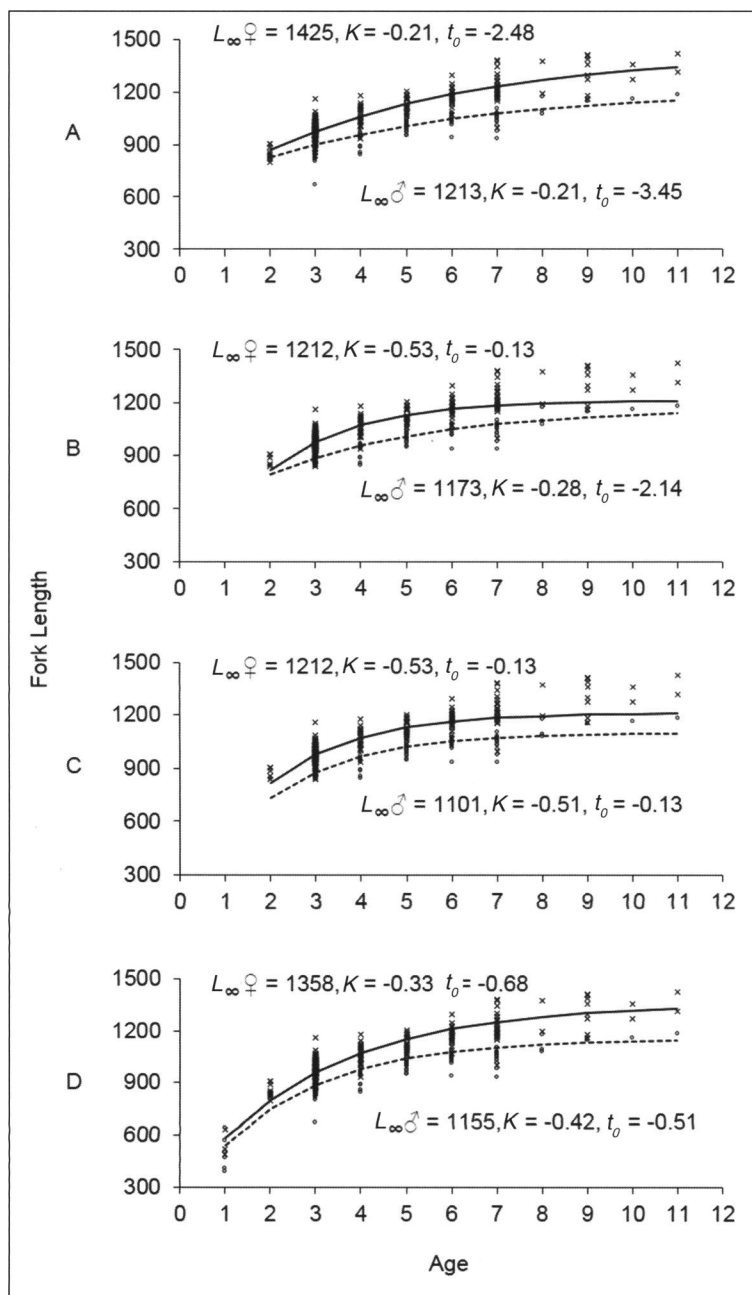 A
L∞♀ = 1425, K = -0.21, t0 = -2.48
1500
1200
900
600
300
L∞♂ = 1213, K = -0.21, t0 = -3.45
0 1 2 3 4 5 6 7 8 9 10 11 12
B
L∞♀ = 1212, K = -0.53, t0 = -0.13
1500
1200
900
600
300
L∞♂ = 1173, K = -0.28, t0 = -2.14
0 1 2 3 4 5 6 7 8 9 10 11 12
Fork Length
C
L∞♀ = 1212, K = -0.53, t0 = -0.13
1500
1200
900
600
300
L∞♂ = 1101, K = -0.51, t0 = -0.13
0 1 2 3 4 5 6 7 8 9 10 11 12
D
L∞♀ = 1358, K = -0.33 t0 = -0.68
1500
1200
900
600
300
L∞♂ = 1155, K = -0.42, t0 = -0.51
0 1 2 3 4 5 6 7 8 9 10 11 12
Age